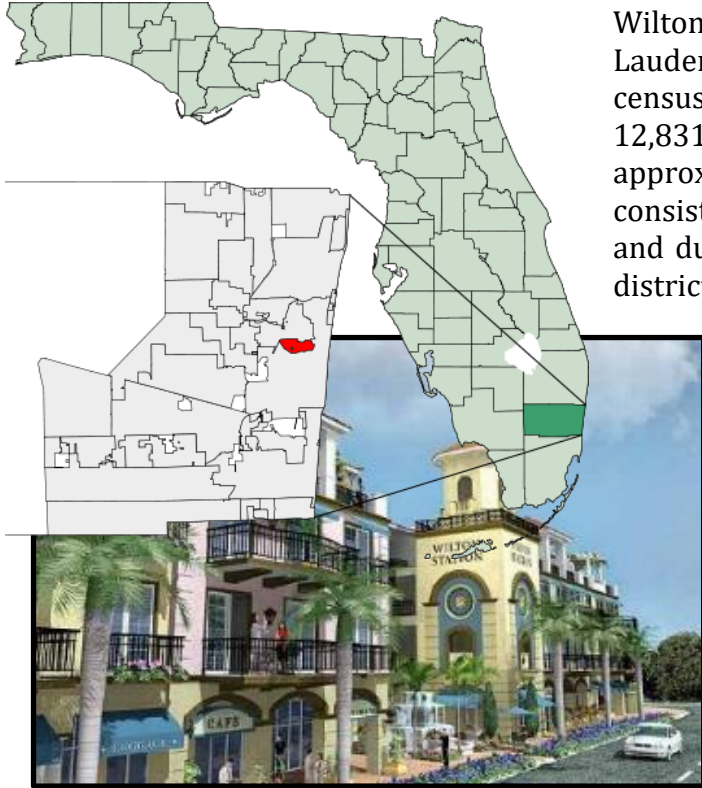 Wilton
Lauder
census
12,831
approx
consist
and du
district
WILTON
STATION
CAFE